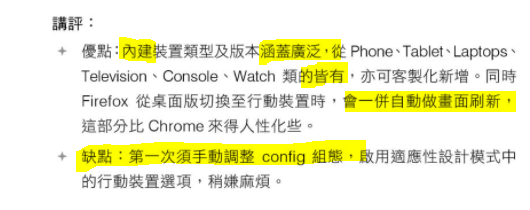 講評：
✦ 優點：內建裝置類型及版本涵蓋廣泛，從 Phone、Tablet、Laptops、
Television、Console、Watch 類的皆有，亦可客製化新增。同時
Firefox 從桌面版切換至行動裝置時，會一併自動做畫面刷新，
這部分比 Chrome 來得人性化些。
✦ 缺點：第一次須手動調整 config 組態，啟用適應性設計模式中
的行動裝置選項，稍嫌麻煩。